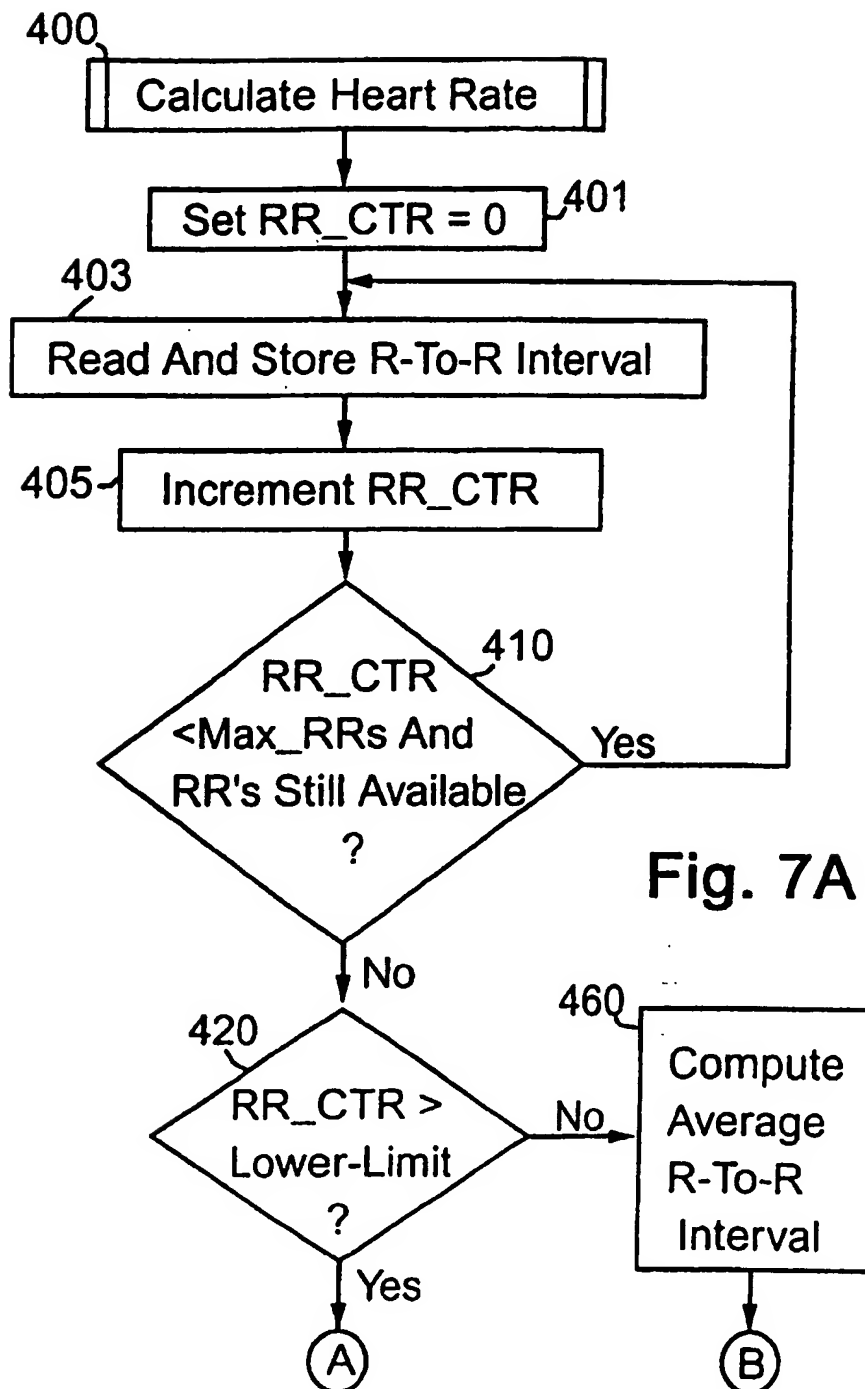 400
Calculate Heart Rate
Set RR_CTR = 0
401
403
Read And Store R-To-R Interval
405
Increment RR_CTR
410
RR_CTR
<Max_RRs And
RR's Still Available
?
Yes
Fig. 7A
No
420
RR_CTR >
Lower-Limit
?
No
460
Compute
Average
R-To-R
Interval
Yes
A
B